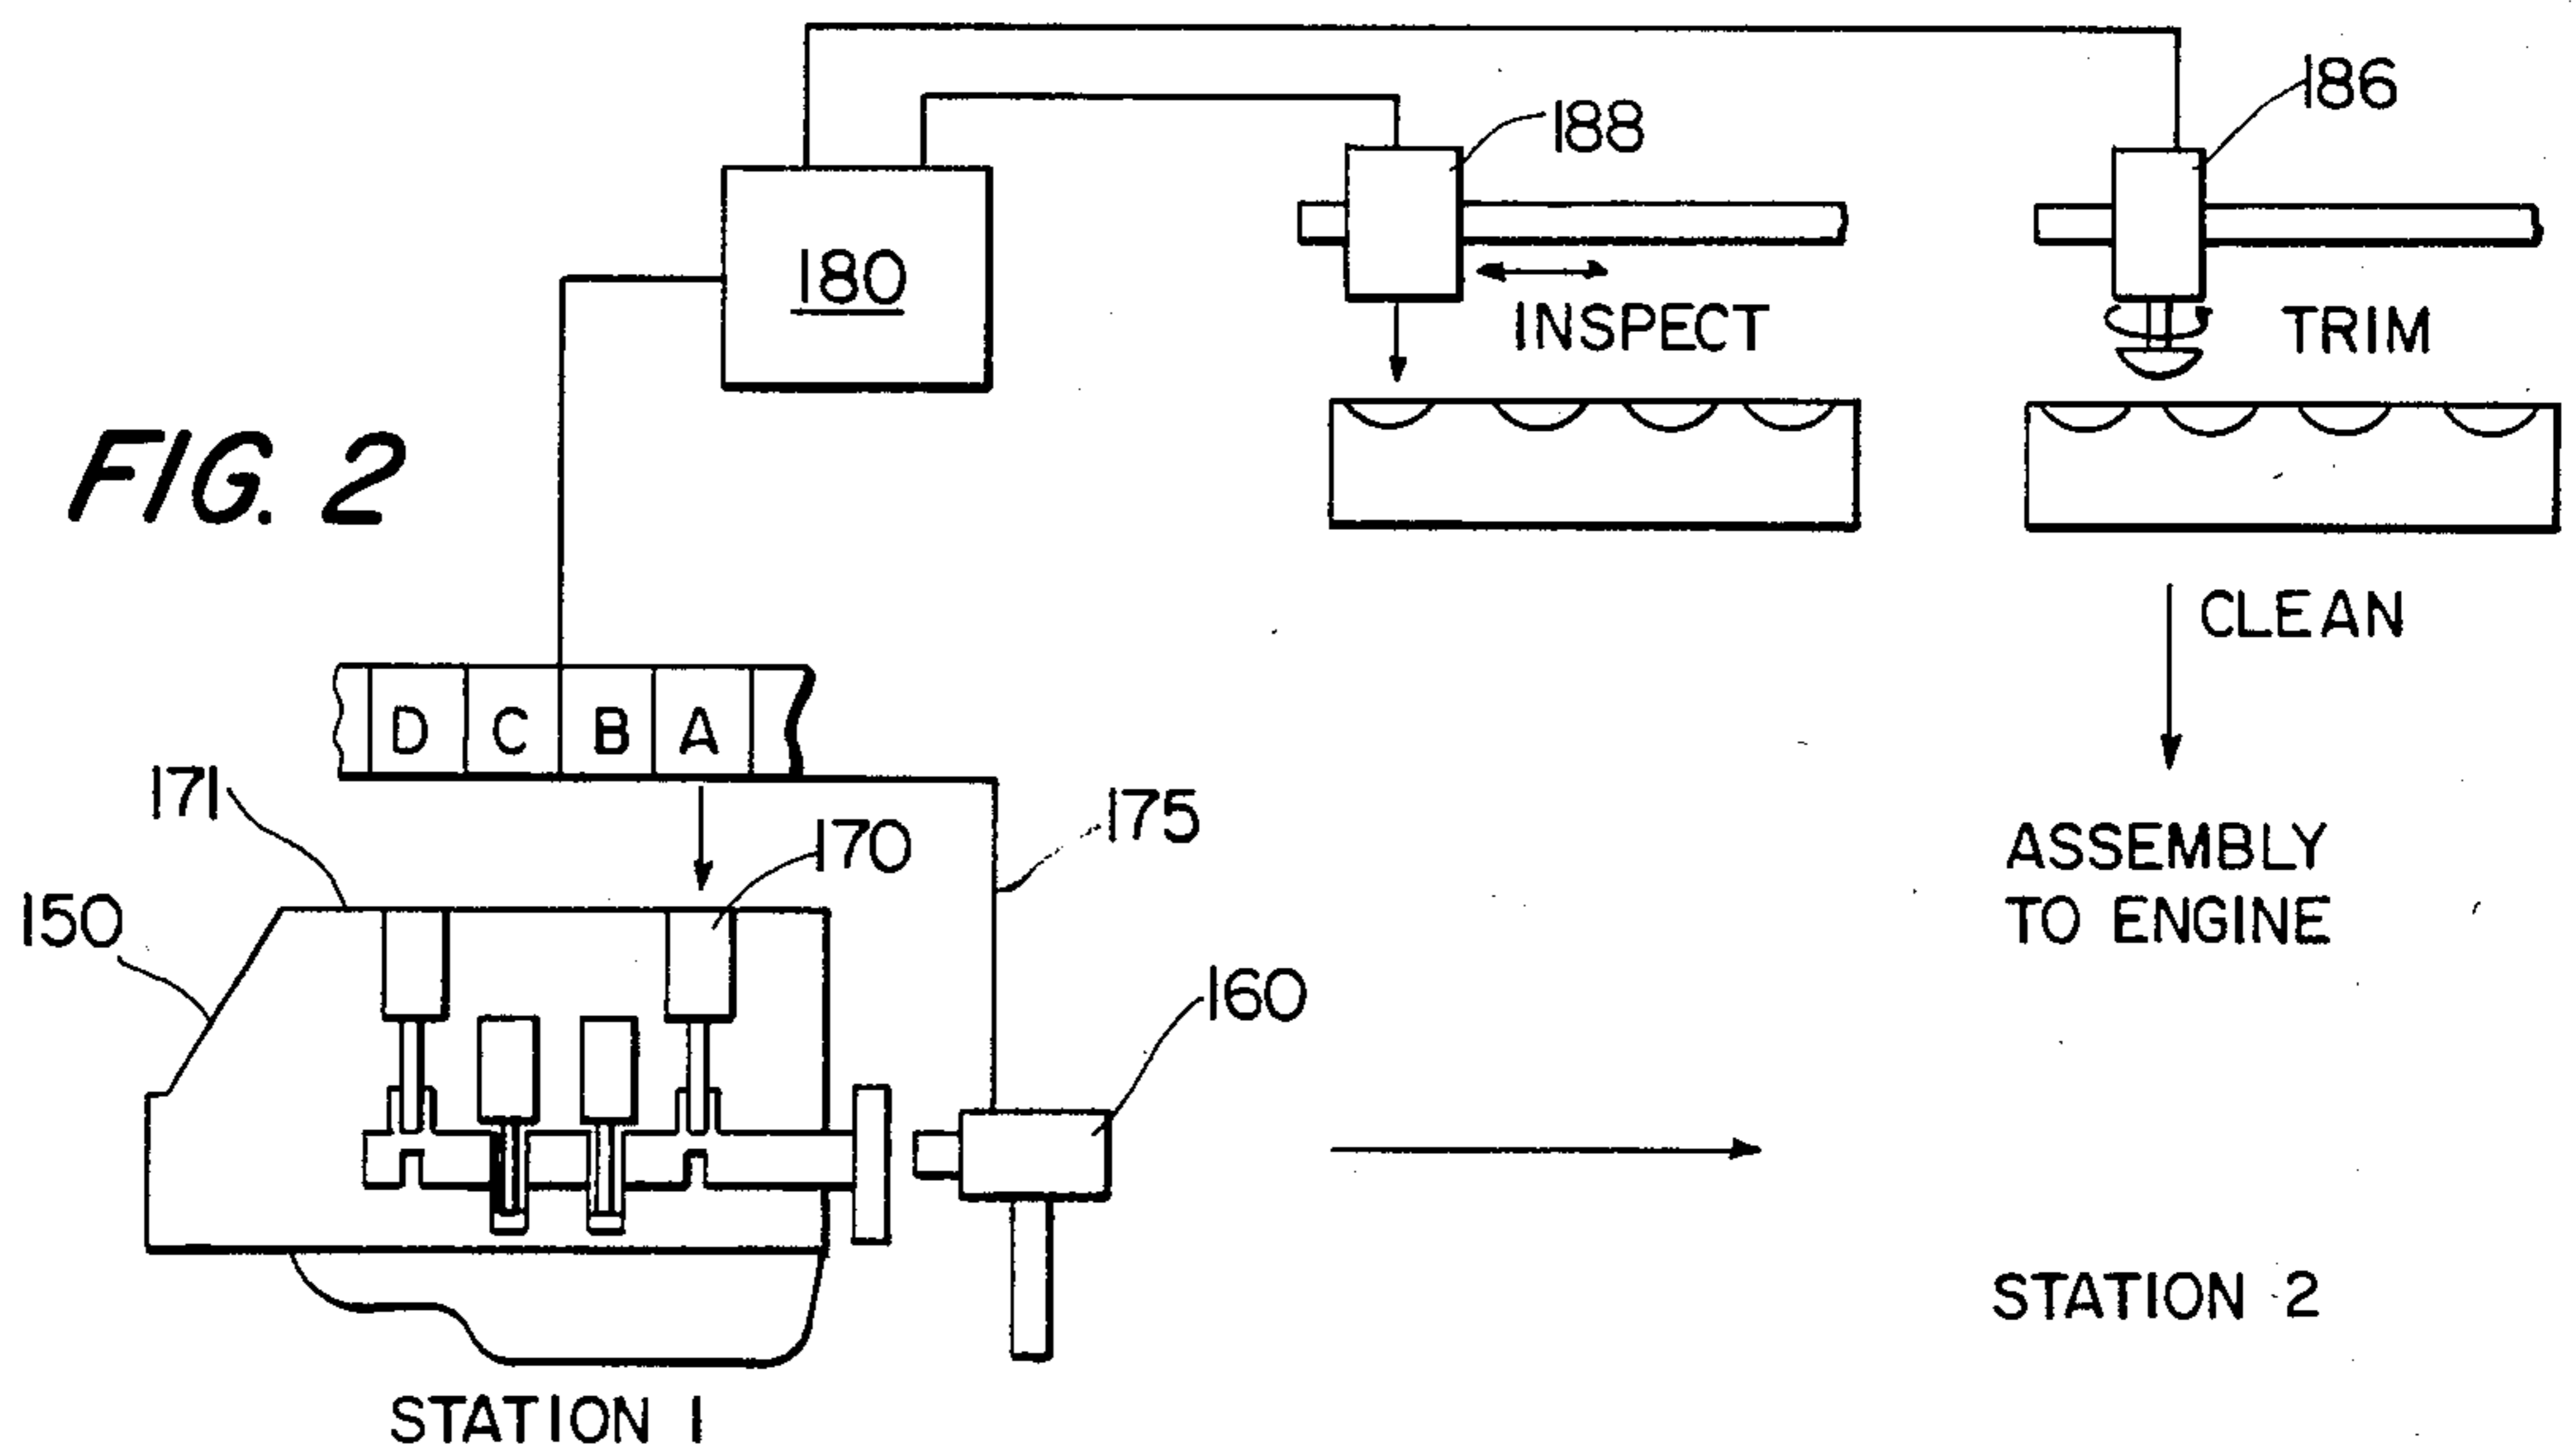 186
188
180
INSPECT
TRIM
FIG. 2
CLEAN
D C B A
171
175
170
ASSEMBLY
TO ENGINE
150
160
STATION 2
STATION 1